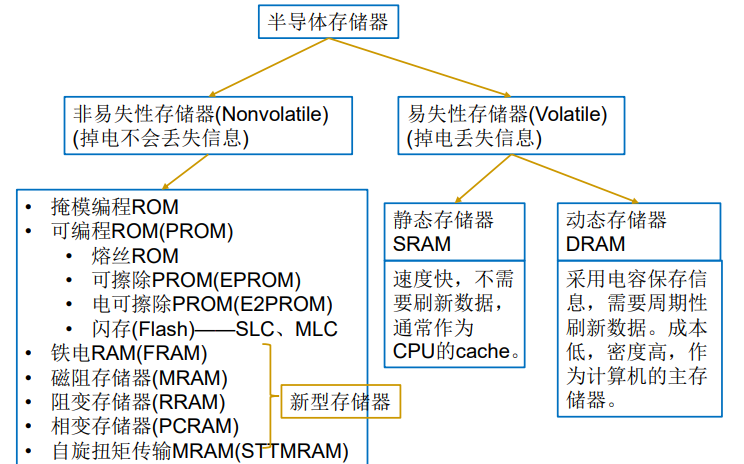 半导体存储器
非易失性存储器(Nonvolatile)
(掉电不会丢失信息)
易失性存储器(Volatile)
(掉电丢失信息)
• 掩模编程ROM
• 可编程ROM(PROM)
• 熔丝ROM
• 可擦除PROM(EPROM)
• 电可擦除PROM(E2PROM)
• 闪存(Flash)——SLC、MLC
• 铁电RAM(FRAM)
• 磁阻存储器(MRAM)
• 阻变存储器(RRAM)
• 相变存储器(PCRAM)
• 自旋扭矩传输MRAM(STTMRAM)
新型存储器
静态存储器
SRAM
速度快，不需
要刷新数据，
通常作为
CPU的cache。
动态存储器
DRAM
采用电容保存信
息，需要周期性
刷新数据。成本
低，密度高，作
为计算机的主存
储器。